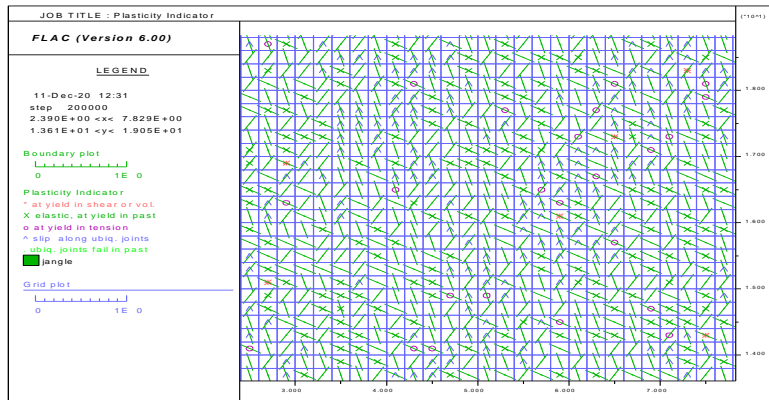 JOB TITLE : Plasticity Indicator
(*10^1)
FLAC (Version 6.00)
LEGEND
11-Dec-20 12:31
step 200000
2.390E+00 <x< 7.829E+00
1.361E+01 <y< 1.905E+01
Boundary plot
0 1E 0
Plasticity Indicator
* at yield in shear or vol.
X elastic, at yield in past
o at yield in tension
^ slip along ubiq. joints
. ubiq. joints fail in past
jangle
Grid plot
0 1E 0
1.800
1.700
1.600
1.500
1.400
3.000 4.000 5.000 6.000 7.000